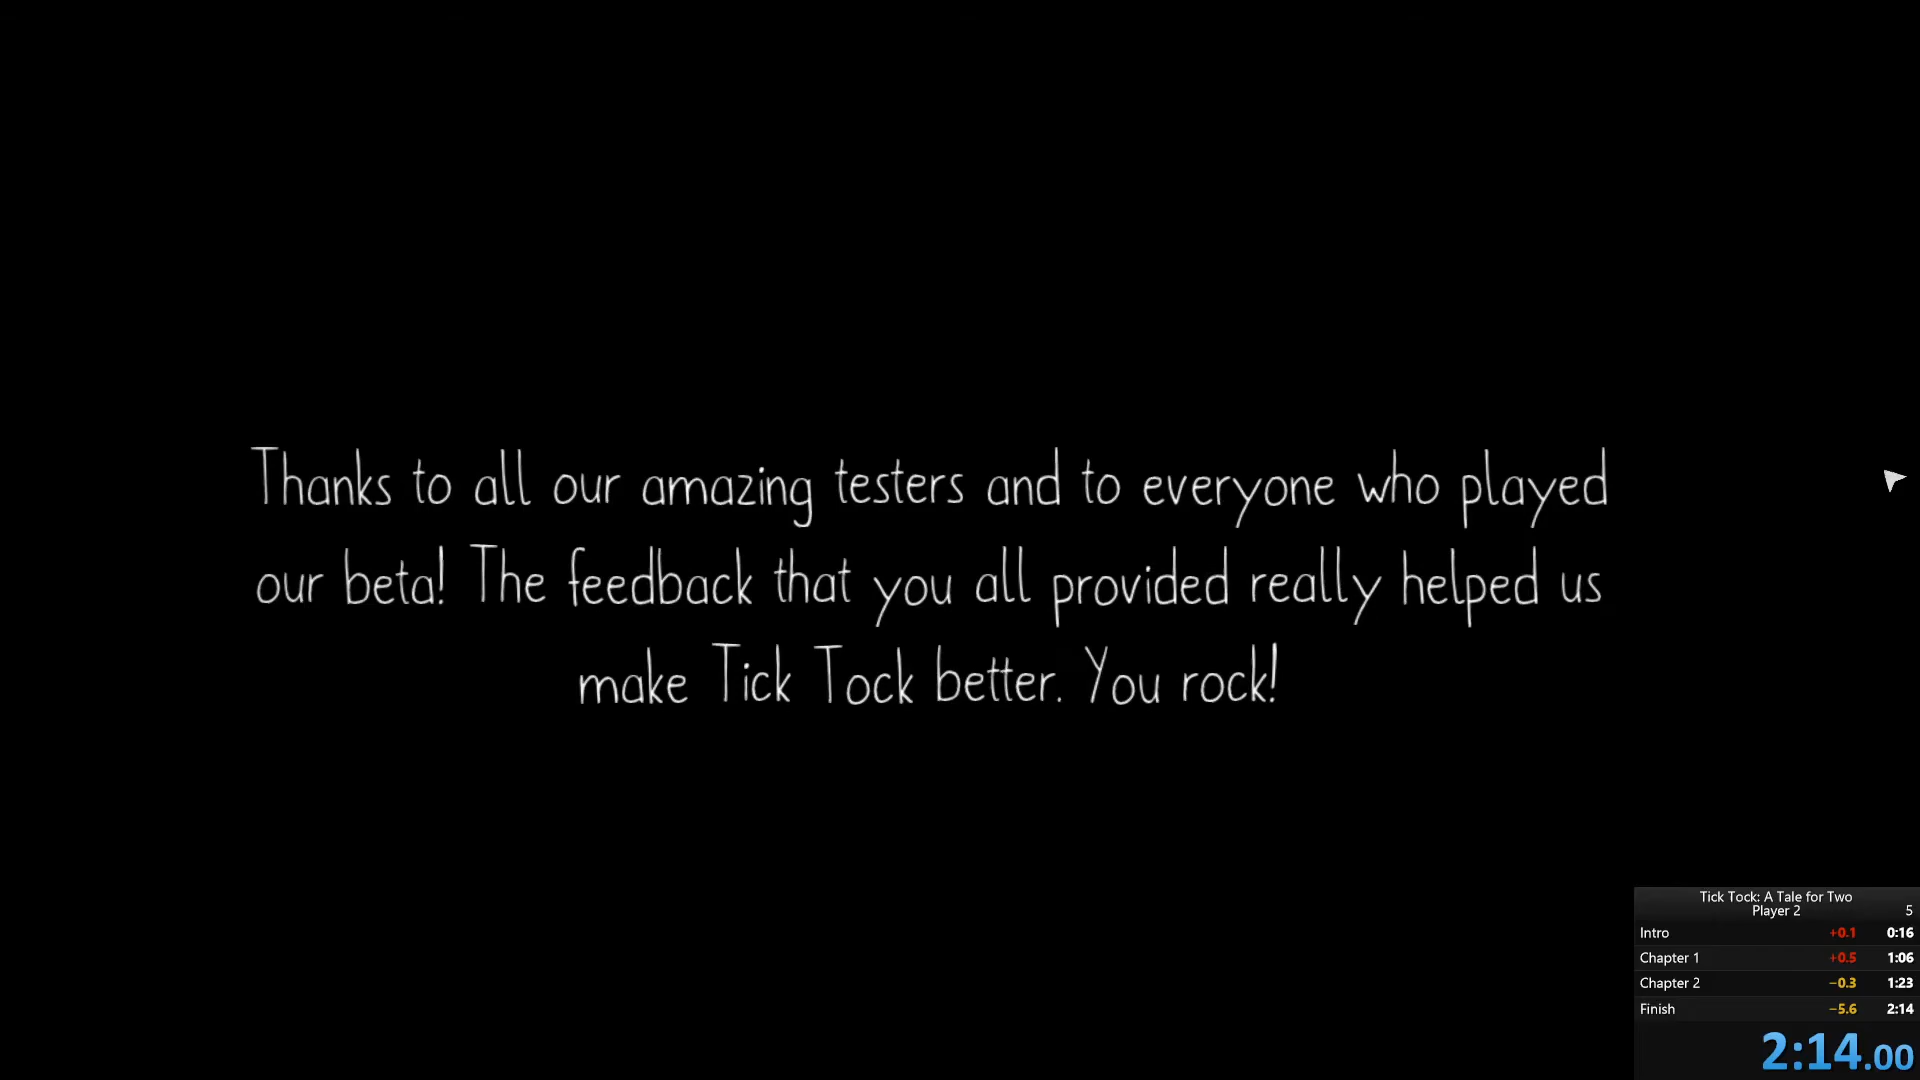 Thanks to all our amazing testers and to everyone who played
our beta! The feedback that you all provided really helped us
make Tick Tock better. You rock!
Tick Tock: A Tale for Two
Player 2 5
Intro +0.1 0:16
Chapter 1 +0.5 1:06
Chapter 2 −0.3 1:23
Finish −5.6 2:14
2:14.00